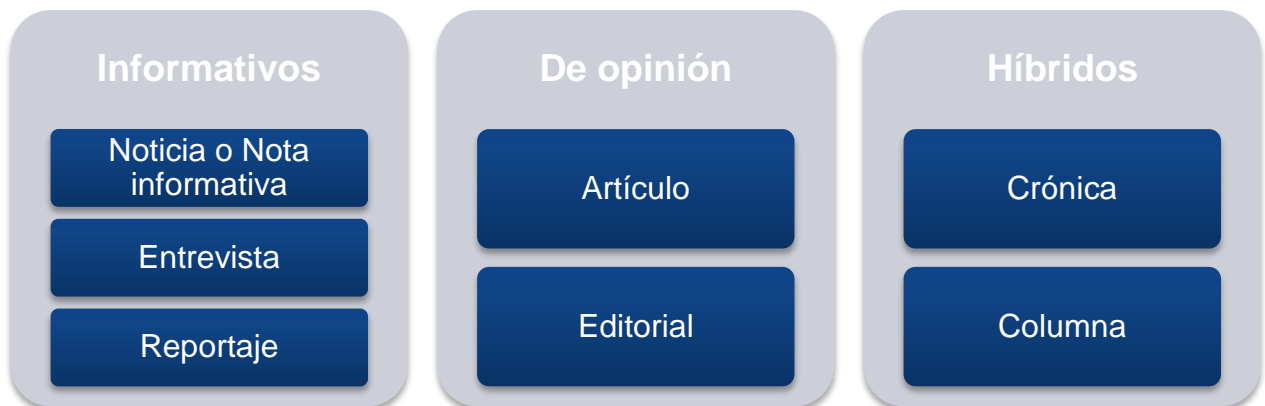 Informativos
Noticia o Nota
informativa
Entrevista
Reportaje
De opinión
Artículo
Editorial
Híbridos
Crónica
Columna